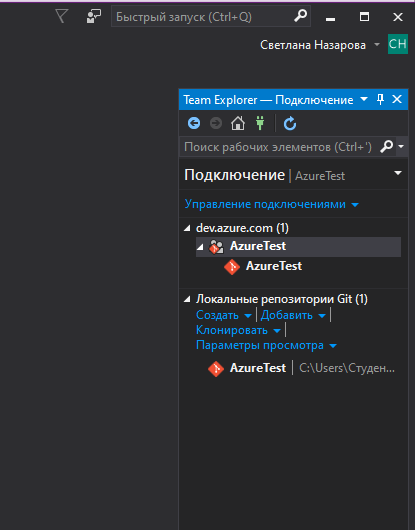 Быстрый запуск (Ctrl+Q)
Светлана Назарова СН
Team Explorer — Подключение
Поиск рабочих элементов (Ctrl+')
Подключение | AzureTest
Управление подключениями
dev.azure.com (1)
AzureTest
AzureTest
Локальные репозитории Git (1)
Создать | Добавить |
Клонировать |
Параметры просмотра
AzureTest | C:\Users\Студен...